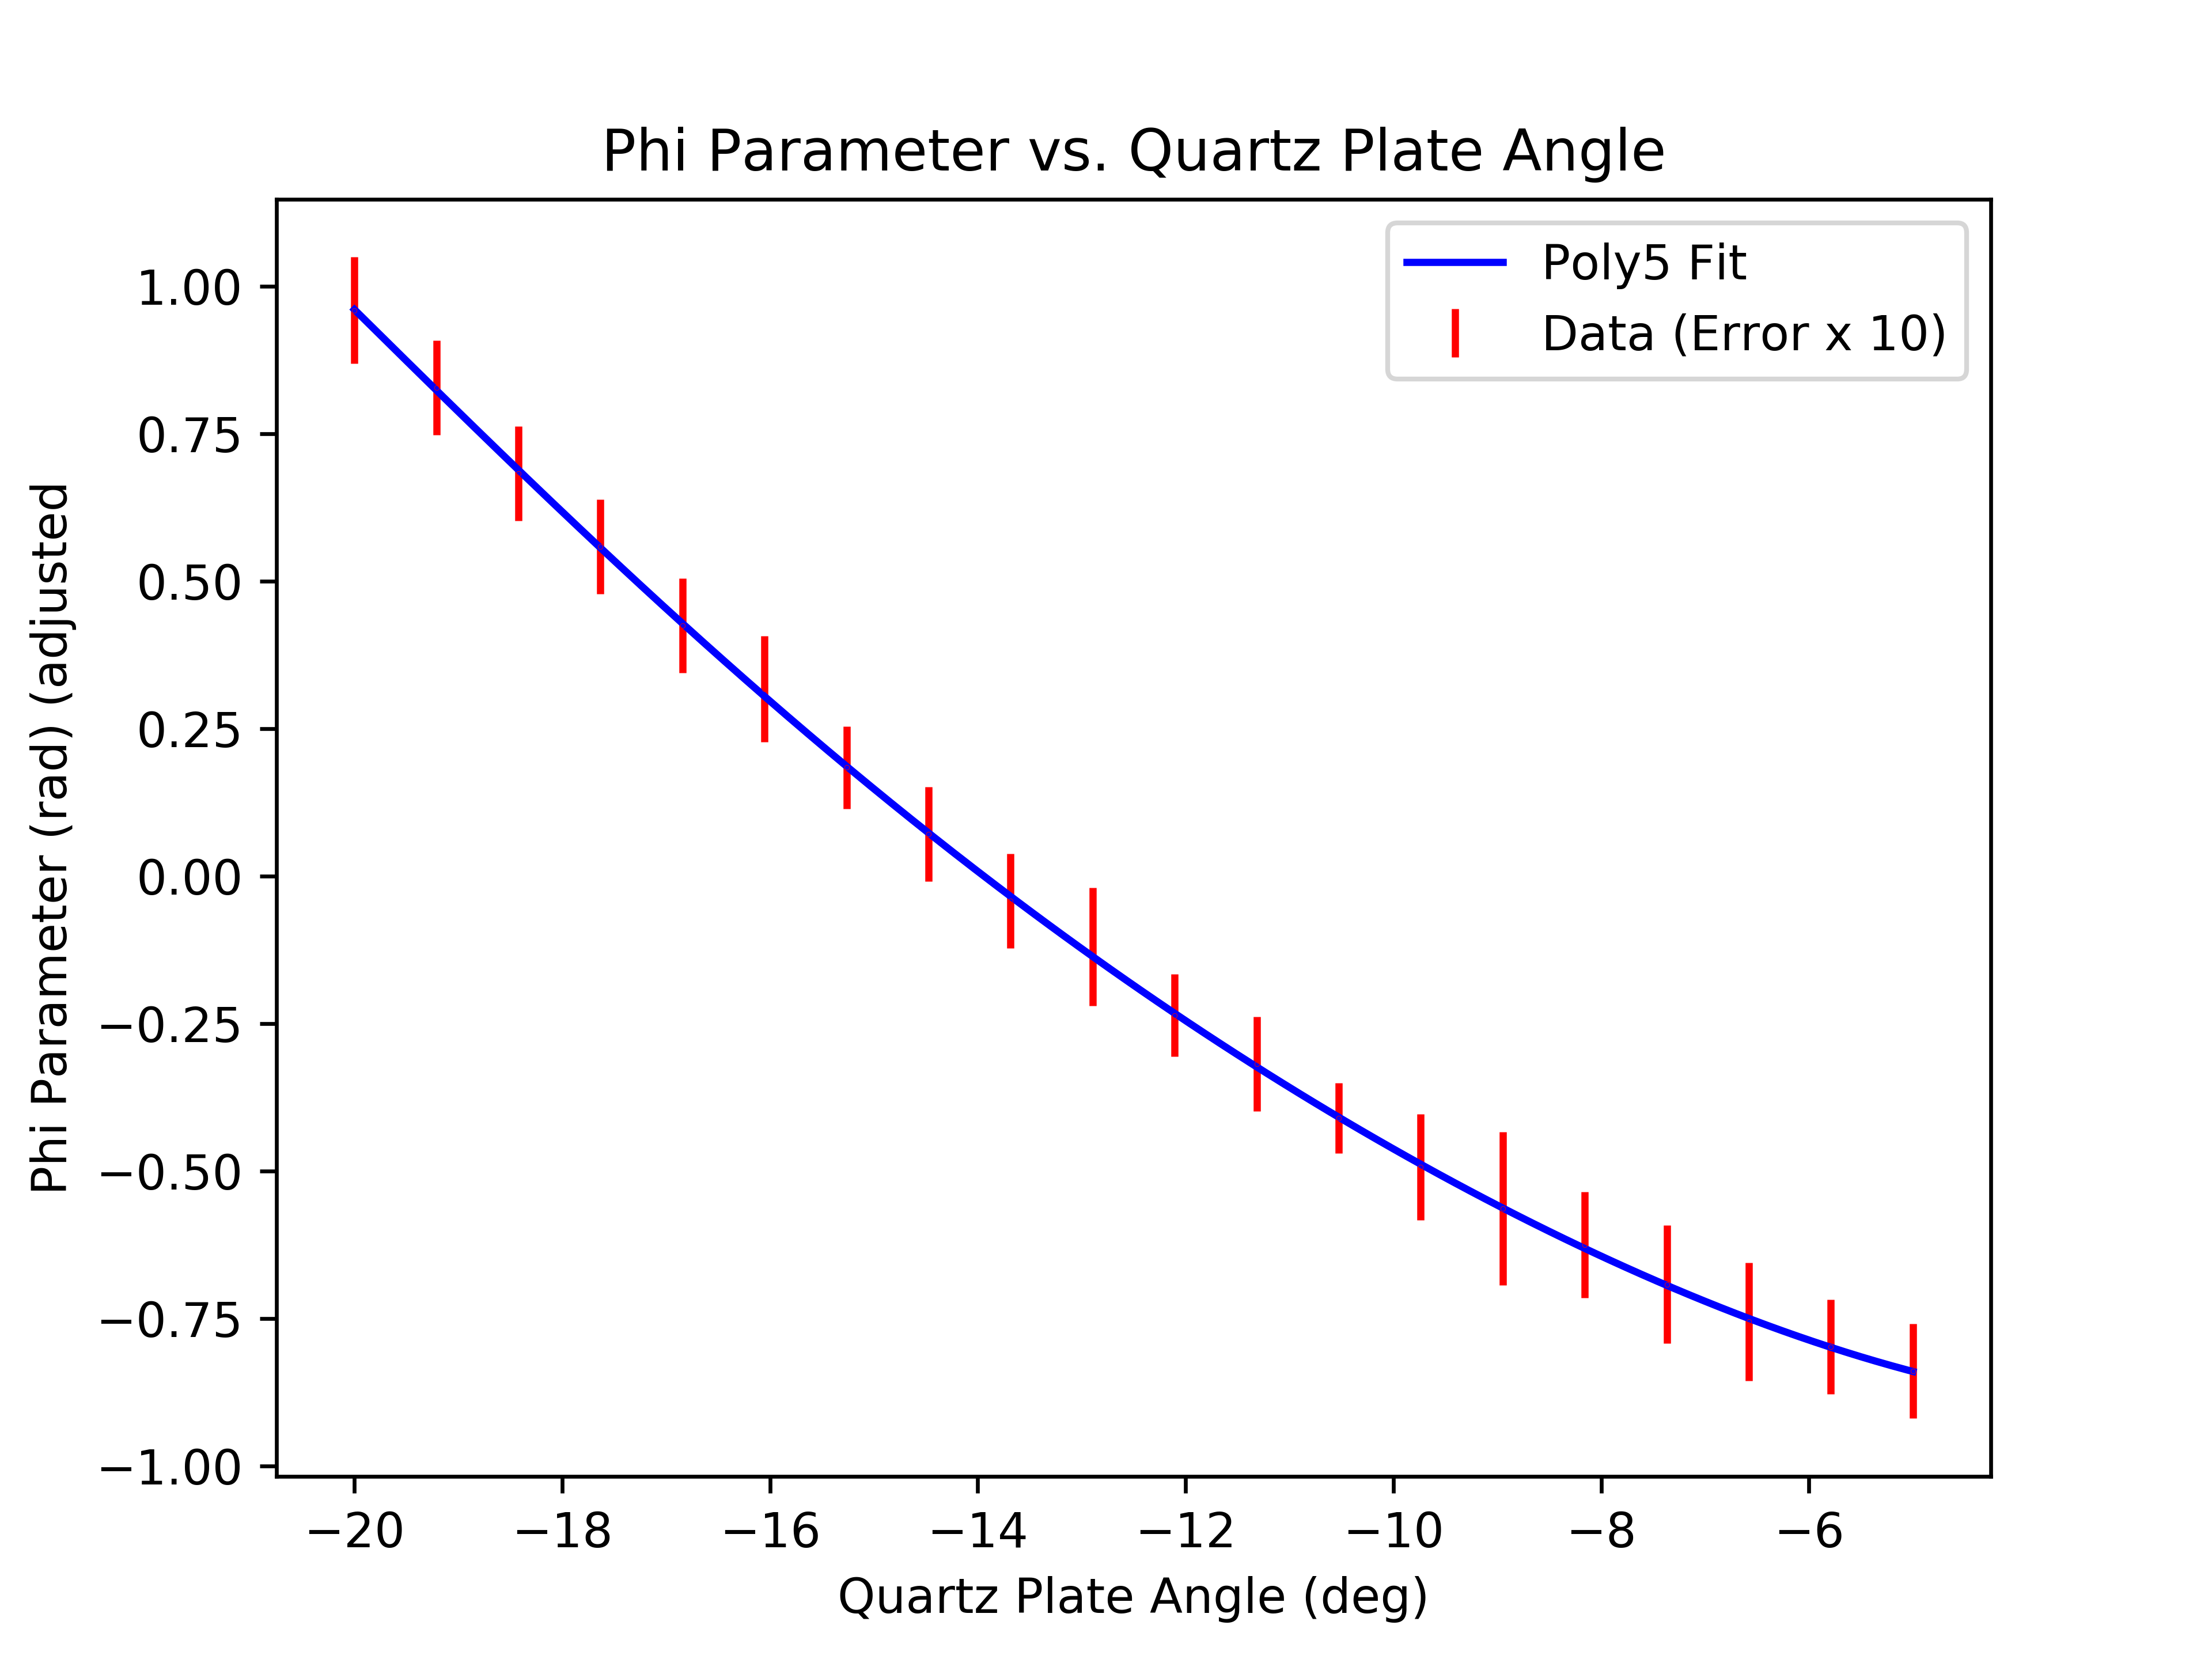 Phi Parameter vs. Quartz Plate Angle
Poly5 Fit
Data (Error x 10)
Phi Parameter (rad) (adjusted
1.00
0.75
0.50
0.25
0.00
−0.25
−0.50
−0.75
−1.00
−20 −18 −16 −14 −12 −10 −8 −6
Quartz Plate Angle (deg)